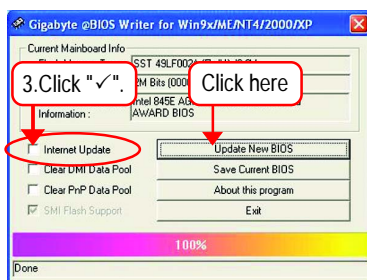 Gigabyte @BIOS Writer for Win9x/ME/NT4/2000/XP
Current Mainboard Info
SST 49LF002
3.Click "✓".
2M Bits
Click here
Intel 845E
Information :
AWARD BIOS
Internet Update
Update New BIOS
Clear DMI Data Pool
Save Current BIOS
Clear PnP Data Pool
About this program
SMI Flash Support
Exit
100%
Done